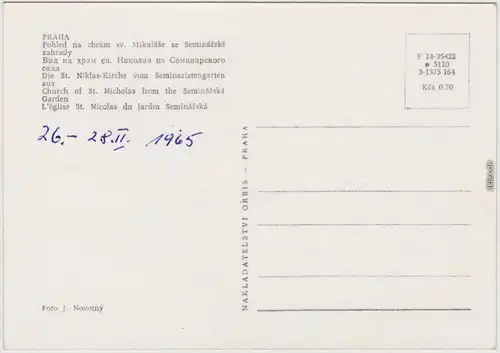 PRAHA
Pohled na chrám sv. Mikuláše ze Seminářské
zahrady
Вид на храм св. Николая из Семинарского
сада
Die St. Niklas-Kirche vom Seminaristengarten
aus
Church of St. Nicholas from the Seminářská
Garden
L'église St. Nicolas du Jardin Seminářská
26.– 28.II. 1965
Foto J. Novotný
NAKLADATELSTVÍ ORBIS – PRAHA
F 14-35422
* 5110
3-1373 164
Kčs 0.70